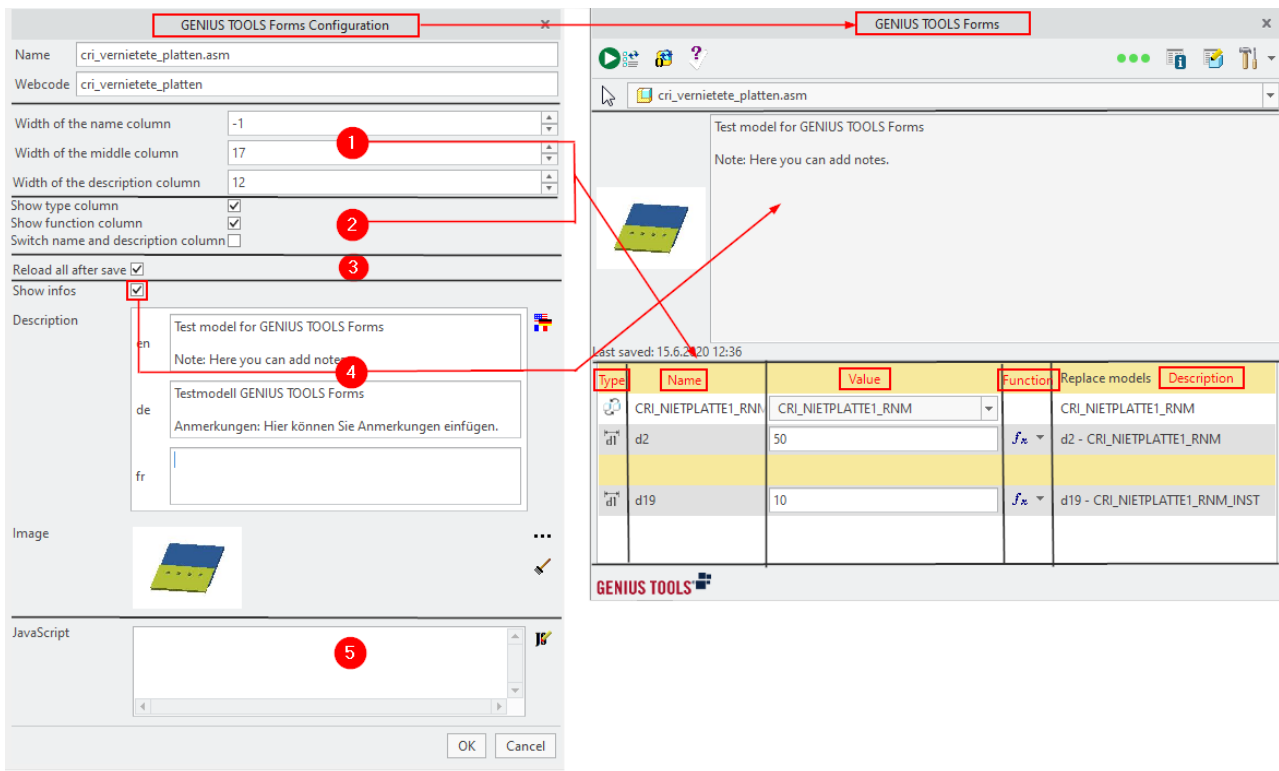 GENIUS TOOLS Forms Configuration
Name cri_vernietete_platten.asm
Webcode cri_vernietete_platten
Width of the name column -1
1
Width of the middle column 17
Width of the description column 12
Show type column
Show function column
2
Switch name and description column
Reload all after save
3
Show infos
Description
en
Test model for GENIUS TOOLS Forms
Note: Here you can add notes.
4
de
Testmodell GENIUS TOOLS Forms
Anmerkungen: Hier können Sie Anmerkungen einfügen.
fr
Image
JavaScript
5
OK Cancel
GENIUS TOOLS Forms
cri_vernietete_platten.asm
Test model for GENIUS TOOLS Forms
Note: Here you can add notes.
Last saved: 15.6.2020 12:36
Type Name Value Function Replace models Description
CRI_NIETPLATTE1_RNM CRI_NIETPLATTE1_RNM CRI_NIETPLATTE1_RNM
d1 d2 50 fx d2 - CRI_NIETPLATTE1_RNM
d1 d19 10 fx d19 - CRI_NIETPLATTE1_RNM_INST
GENIUS TOOLS